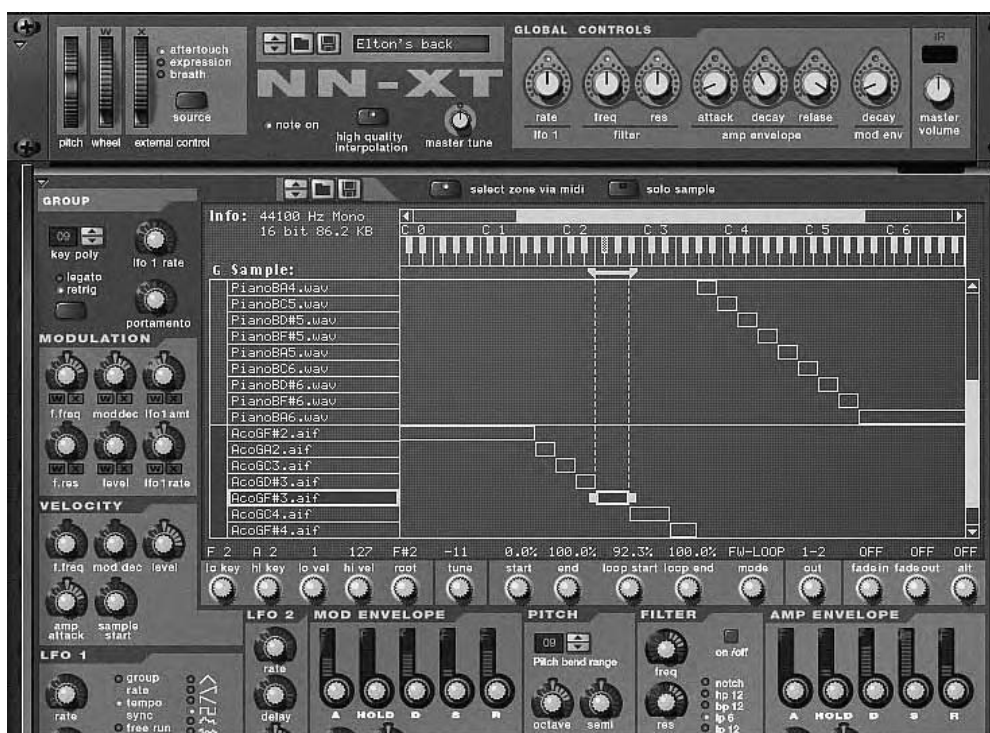 W X
aftertouch
expression
breath
source
pitch wheel external control
Elton's back
NN-XT
note on
high quality
interpolation
master tune
GLOBAL CONTROLS
rate freq res attack decay relase decay
lfo 1 filter amp envelope mod env
master
volume
GROUP
09
key poly
lfo 1 rate
legato
retrig
portamento
select zone via midi solo sample
Info: 44100 Hz Mono
16 bit 86.2 KB
C 0 C 1 C 2 C 3 C 4 C 5 C 6
G Sample:
PianoBA4.wav
PianoBC5.wav
PianoBD#5.wav
PianoBF#5.wav
PianoBA5.wav
PianoBC6.wav
PianoBD#6.wav
PianoBF#6.wav
PianoBA6.wav
AcoGF#2.aif
AcoGA2.aif
AcoGC3.aif
AcoGD#3.aif
AcoGF#3.aif
AcoGC4.aif
AcoGF#4.aif
F 2 A 2 1 127 F#2 -11 0.0% 100.0% 92.3% 100.0% FW-LOOP 1-2 OFF OFF OFF
lo key hi key lo vel hi vel root tune start end loop start loop end mode out fade in fade out alt
MODULATION
W X W X W X
f.freq mod dec lfo 1 amt
W X W X W X
f.res level lfo 1 rate
VELOCITY
f.freq mod dec level
amp
attack
sample
start
LFO 1
rate
group
rate
tempo
sync
free run
LFO 2
rate
delay
MOD ENVELOPE
A HOLD D S R
PITCH
09
Pitch bend range
octave semi
FILTER
freq
on/off
res
notch
hp 12
bp 12
lp 6
lp 12
AMP ENVELOPE
A HOLD D S R